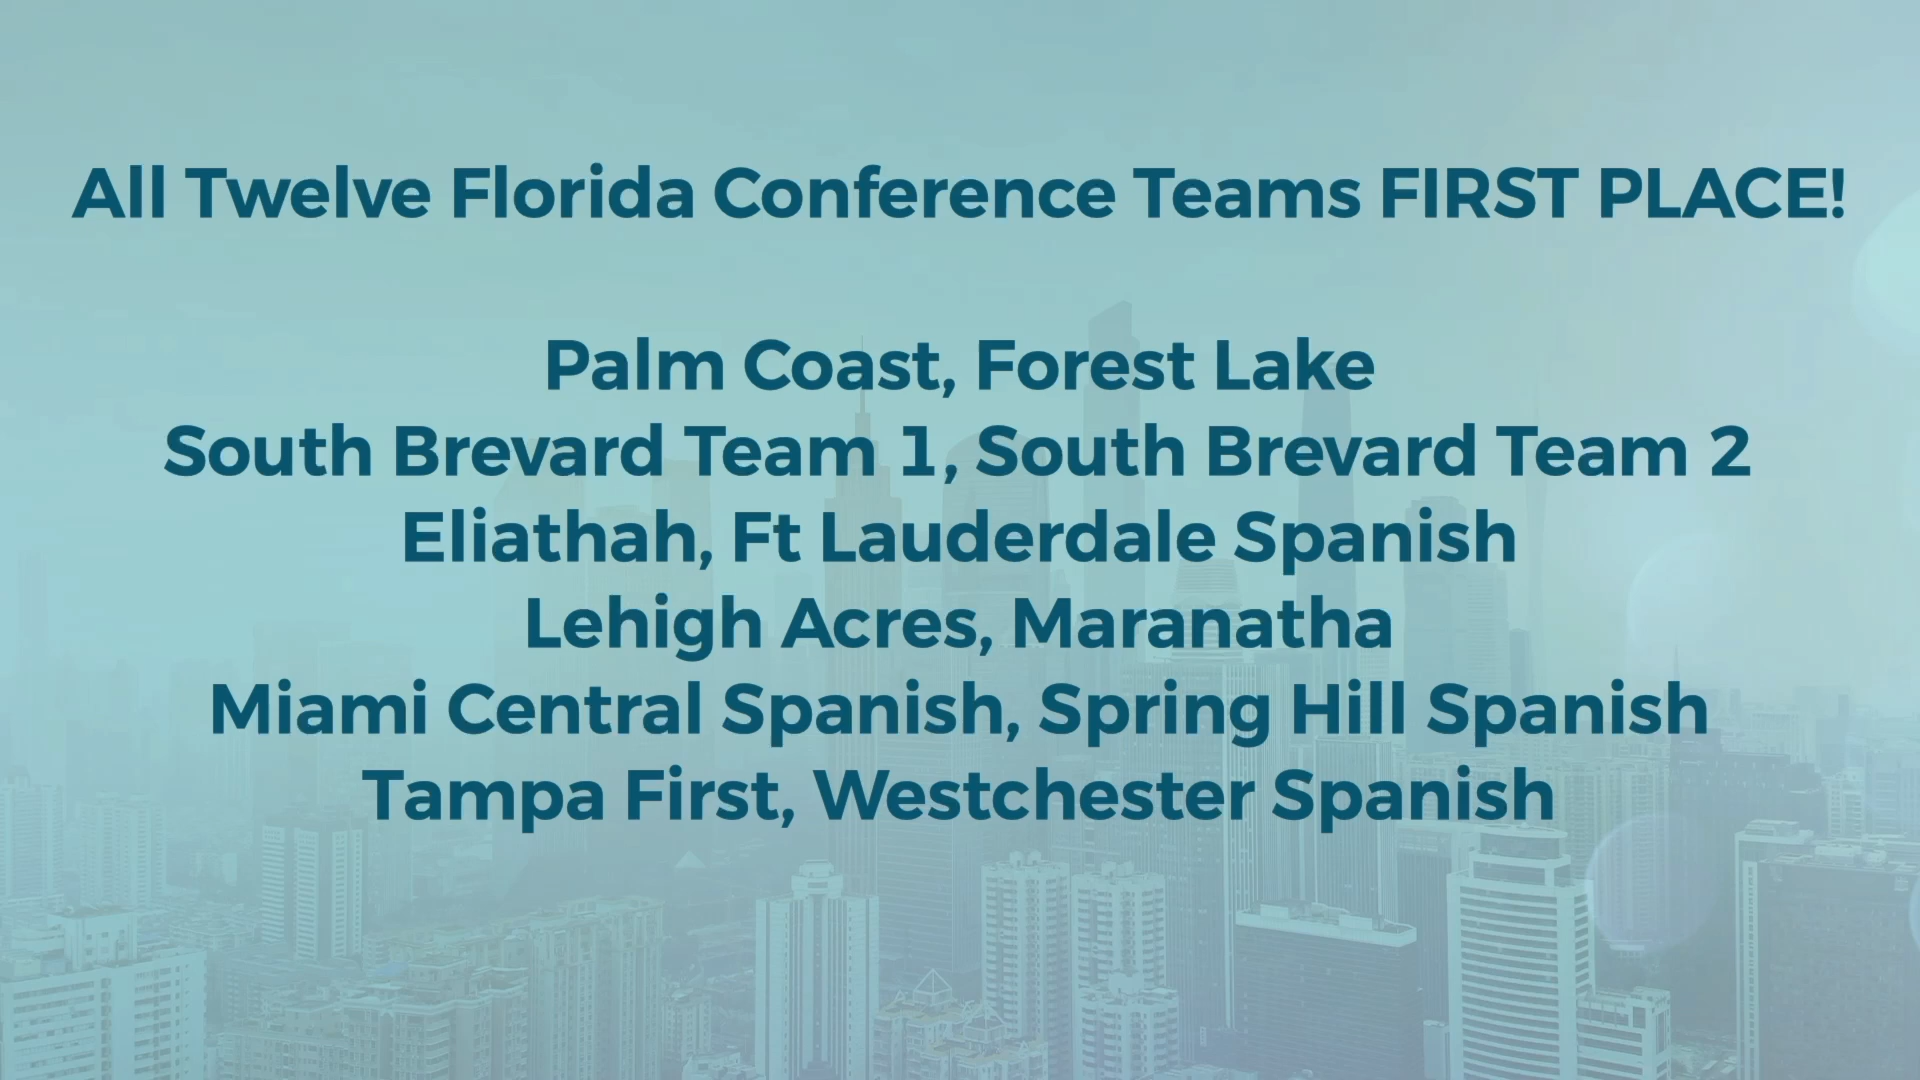 All Twelve Florida Conference Teams FIRST PLACE!
Palm Coast, Forest Lake
South Brevard Team 1, South Brevard Team 2
Eliathah, Ft Lauderdale Spanish
Lehigh Acres, Maranatha
Miami Central Spanish, Spring Hill Spanish
Tampa First, Westchester Spanish